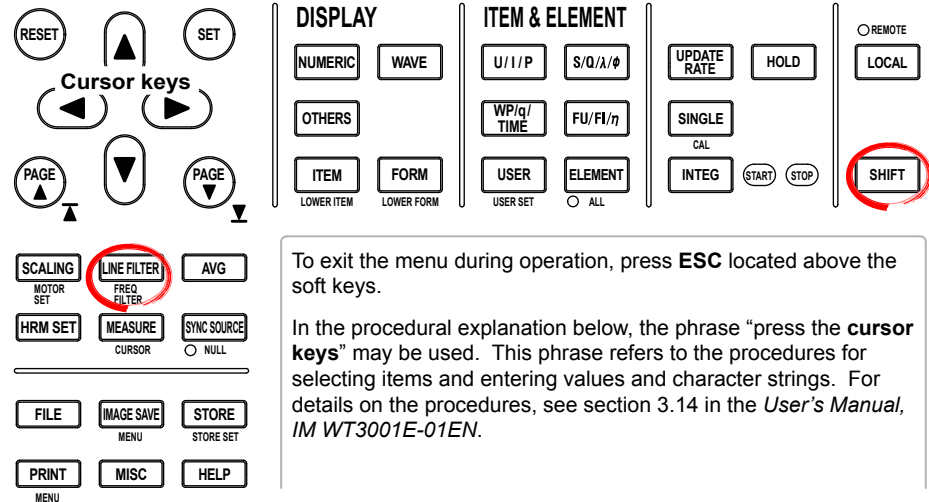 RESET
SET
Cursor keys
PAGE
PAGE
DISPLAY
NUMERIC
WAVE
OTHERS
ITEM
FORM
LOWER ITEM
LOWER FORM
ITEM & ELEMENT
U / I / P
S/Q/λ/ϕ
WP/q/
TIME
FU/FI/η
USER
ELEMENT
USER SET
ALL
UPDATE
RATE
HOLD
SINGLE
CAL
INTEG
START
STOP
REMOTE
LOCAL
SHIFT
SCALING
LINE FILTER
AVG
MOTOR
SET
FREQ
FILTER
HRM SET
MEASURE
SYNC SOURCE
CURSOR
NULL
FILE
IMAGE SAVE
STORE
MENU
STORE SET
PRINT
MISC
HELP
MENU
To exit the menu during operation, press ESC located above the
soft keys.
In the procedural explanation below, the phrase “press the cursor
keys” may be used.  This phrase refers to the procedures for
selecting items and entering values and character strings.  For
details on the procedures, see section 3.14 in the User’s Manual,
IM WT3001E-01EN.